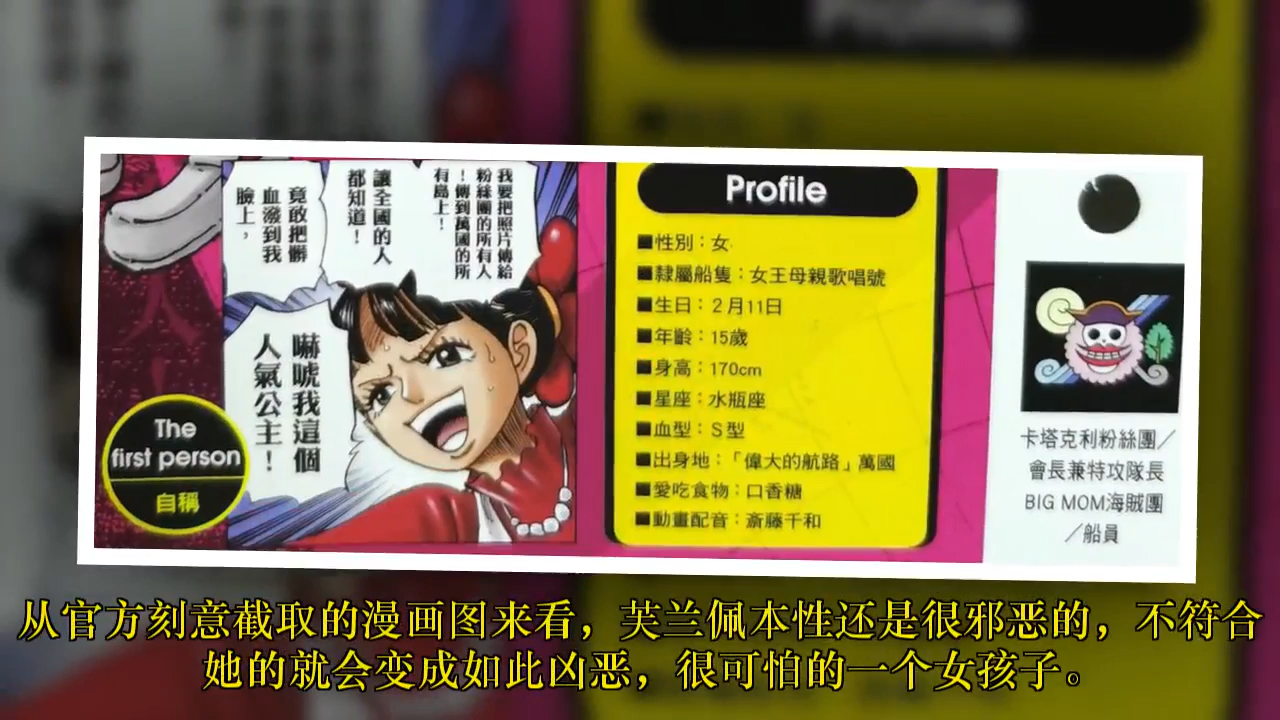 我要把照片傳給
粉絲團的所有人
！傳到萬國的所
有島上！
讓全國的人
都知道！
竟敢把髒
血潑到我
臉上，
嚇唬我這個
人氣公主！
The
first person
自稱
Profile
■性別：女
■隸屬船隻：女王母親歌唱號
■生日：2月11日
■年齡：15歲
■身高：170cm
■星座：水瓶座
■血型：S型
■出身地：「偉大的航路」萬國
■愛吃食物：口香糖
■動畫配音：斎藤千和
卡塔克利粉絲團／
會長兼特攻隊長
BIG MOM海賊團
／船員
从官方刻意截取的漫画图来看，芙兰佩本性还是很邪恶的，不符合
她的就会变成如此凶恶，很可怕的一个女孩子。